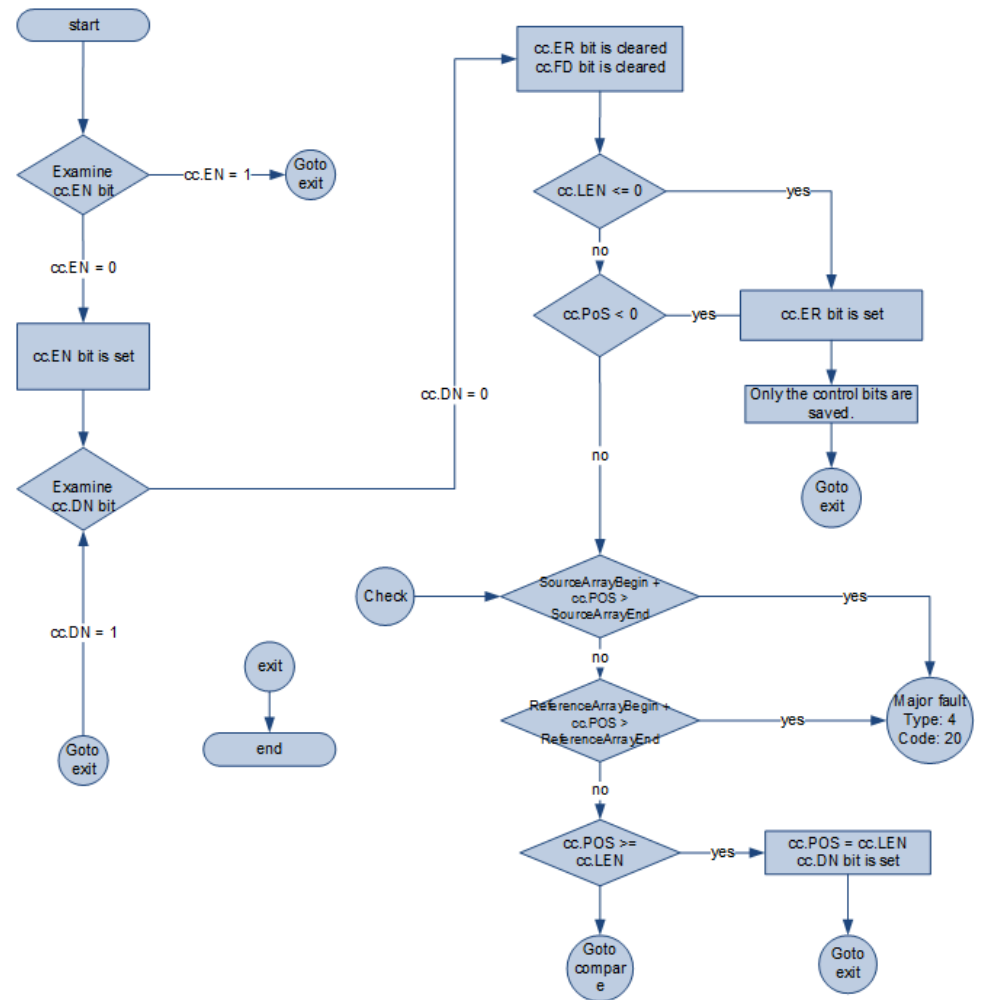 start
Examine
cc.EN bit
cc.EN = 1
Goto
exit
cc.EN = 0
cc.EN bit is set
Examine
cc.DN bit
cc.DN = 1
Goto
exit
exit
end
cc.DN = 0
cc.ER bit is cleared
cc.FD bit is cleared
cc.LEN <= 0
yes
no
cc.PoS < 0
yes
cc.ER bit is set
Only the control bits are
saved.
Goto
exit
no
Check
SourceArrayBegin +
cc.POS >
SourceArrayEnd
yes
no
ReferenceArrayBegin +
cc.POS >
ReferenceArrayEnd
yes
Major fault
Type: 4
Code: 20
no
cc.POS >=
cc.LEN
yes
cc.POS = cc.LEN
cc.DN bit is set
Goto
compar
e
Goto
exit